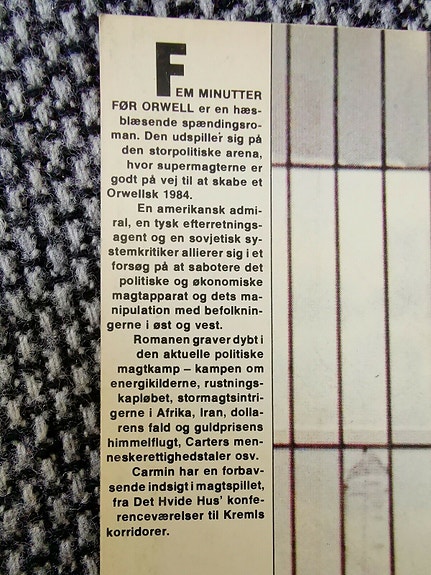 FEM MINUTTER
FØR ORWELL er en hæs-
blæsende spændingsro-
man. Den udspiller sig på
den storpolitiske arena,
hvor supermagterne er
godt på vej til at skabe et
Orwellsk 1984.
En amerikansk admi-
ral, en tysk efterretnings-
agent og en sovjetisk sy-
stemkritiker allierer sig i et
forsøg på at sabotere det
politiske og økonomiske
magtapparat og dets ma-
nipulation med befolknin-
gerne i øst og vest.
Romanen graver dybt i
den aktuelle politiske
magtkamp – kampen om
energikilderne, rustnings-
kapløbet, stormagtsintri-
gerne i Afrika, Iran, dolla-
rens fald og guldprisens
himmelflugt, Carters men-
neskerettighedstaler osv.
Carmin har en forbav-
sende indsigt i magtspillet,
fra Det Hvide Hus' konfe-
renceværelser til Kremls
korridorer.